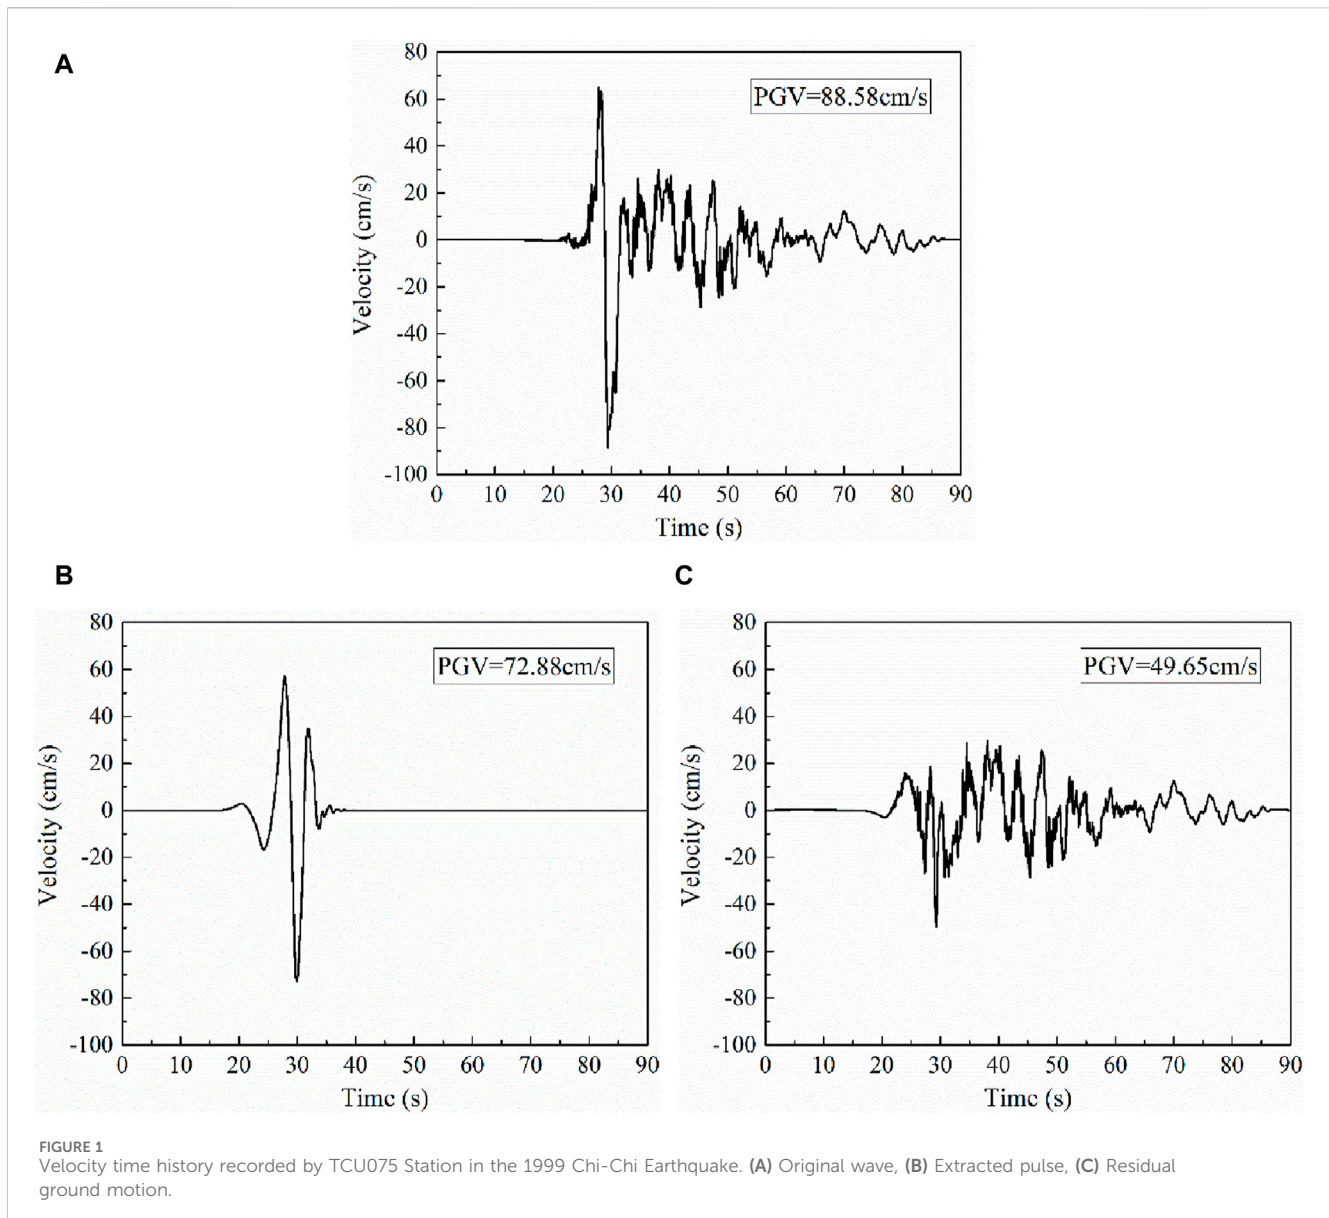 A
PGV=88.58cm/s
Velocity (cm/s)
80
60
40
20
0
-20
-40
-60
-80
-100
0 10 20 30 40 50 60 70 80 90
Time (s)
B
PGV=72.88cm/s
Velocity (cm/s)
80
60
40
20
0
-20
-40
-60
-80
-100
0 10 20 30 40 50 60 70 80 90
Time (s)
C
PGV=49.65cm/s
Velocity (cm/s)
80
60
40
20
0
-20
-40
-60
-80
-100
0 10 20 30 40 50 60 70 80 90
Time (s)
FIGURE 1
Velocity time history recorded by TCU075 Station in the 1999 Chi-Chi Earthquake. (A) Original wave, (B) Extracted pulse, (C) Residual
ground motion.